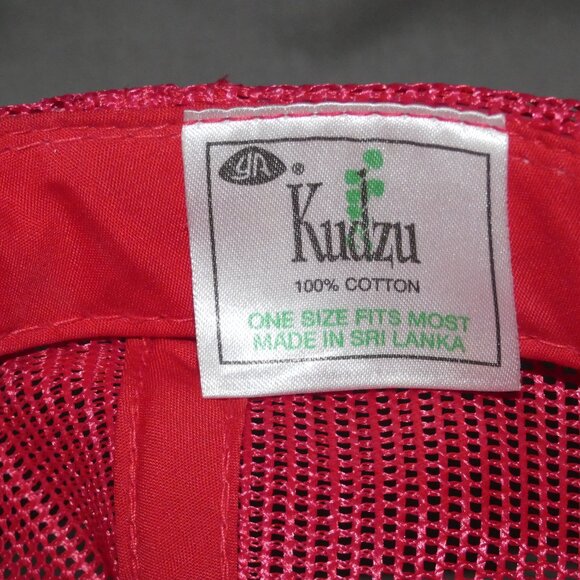 YA ®
Kudzu
100% COTTON
ONE SIZE FITS MOST
MADE IN SRI LANKA